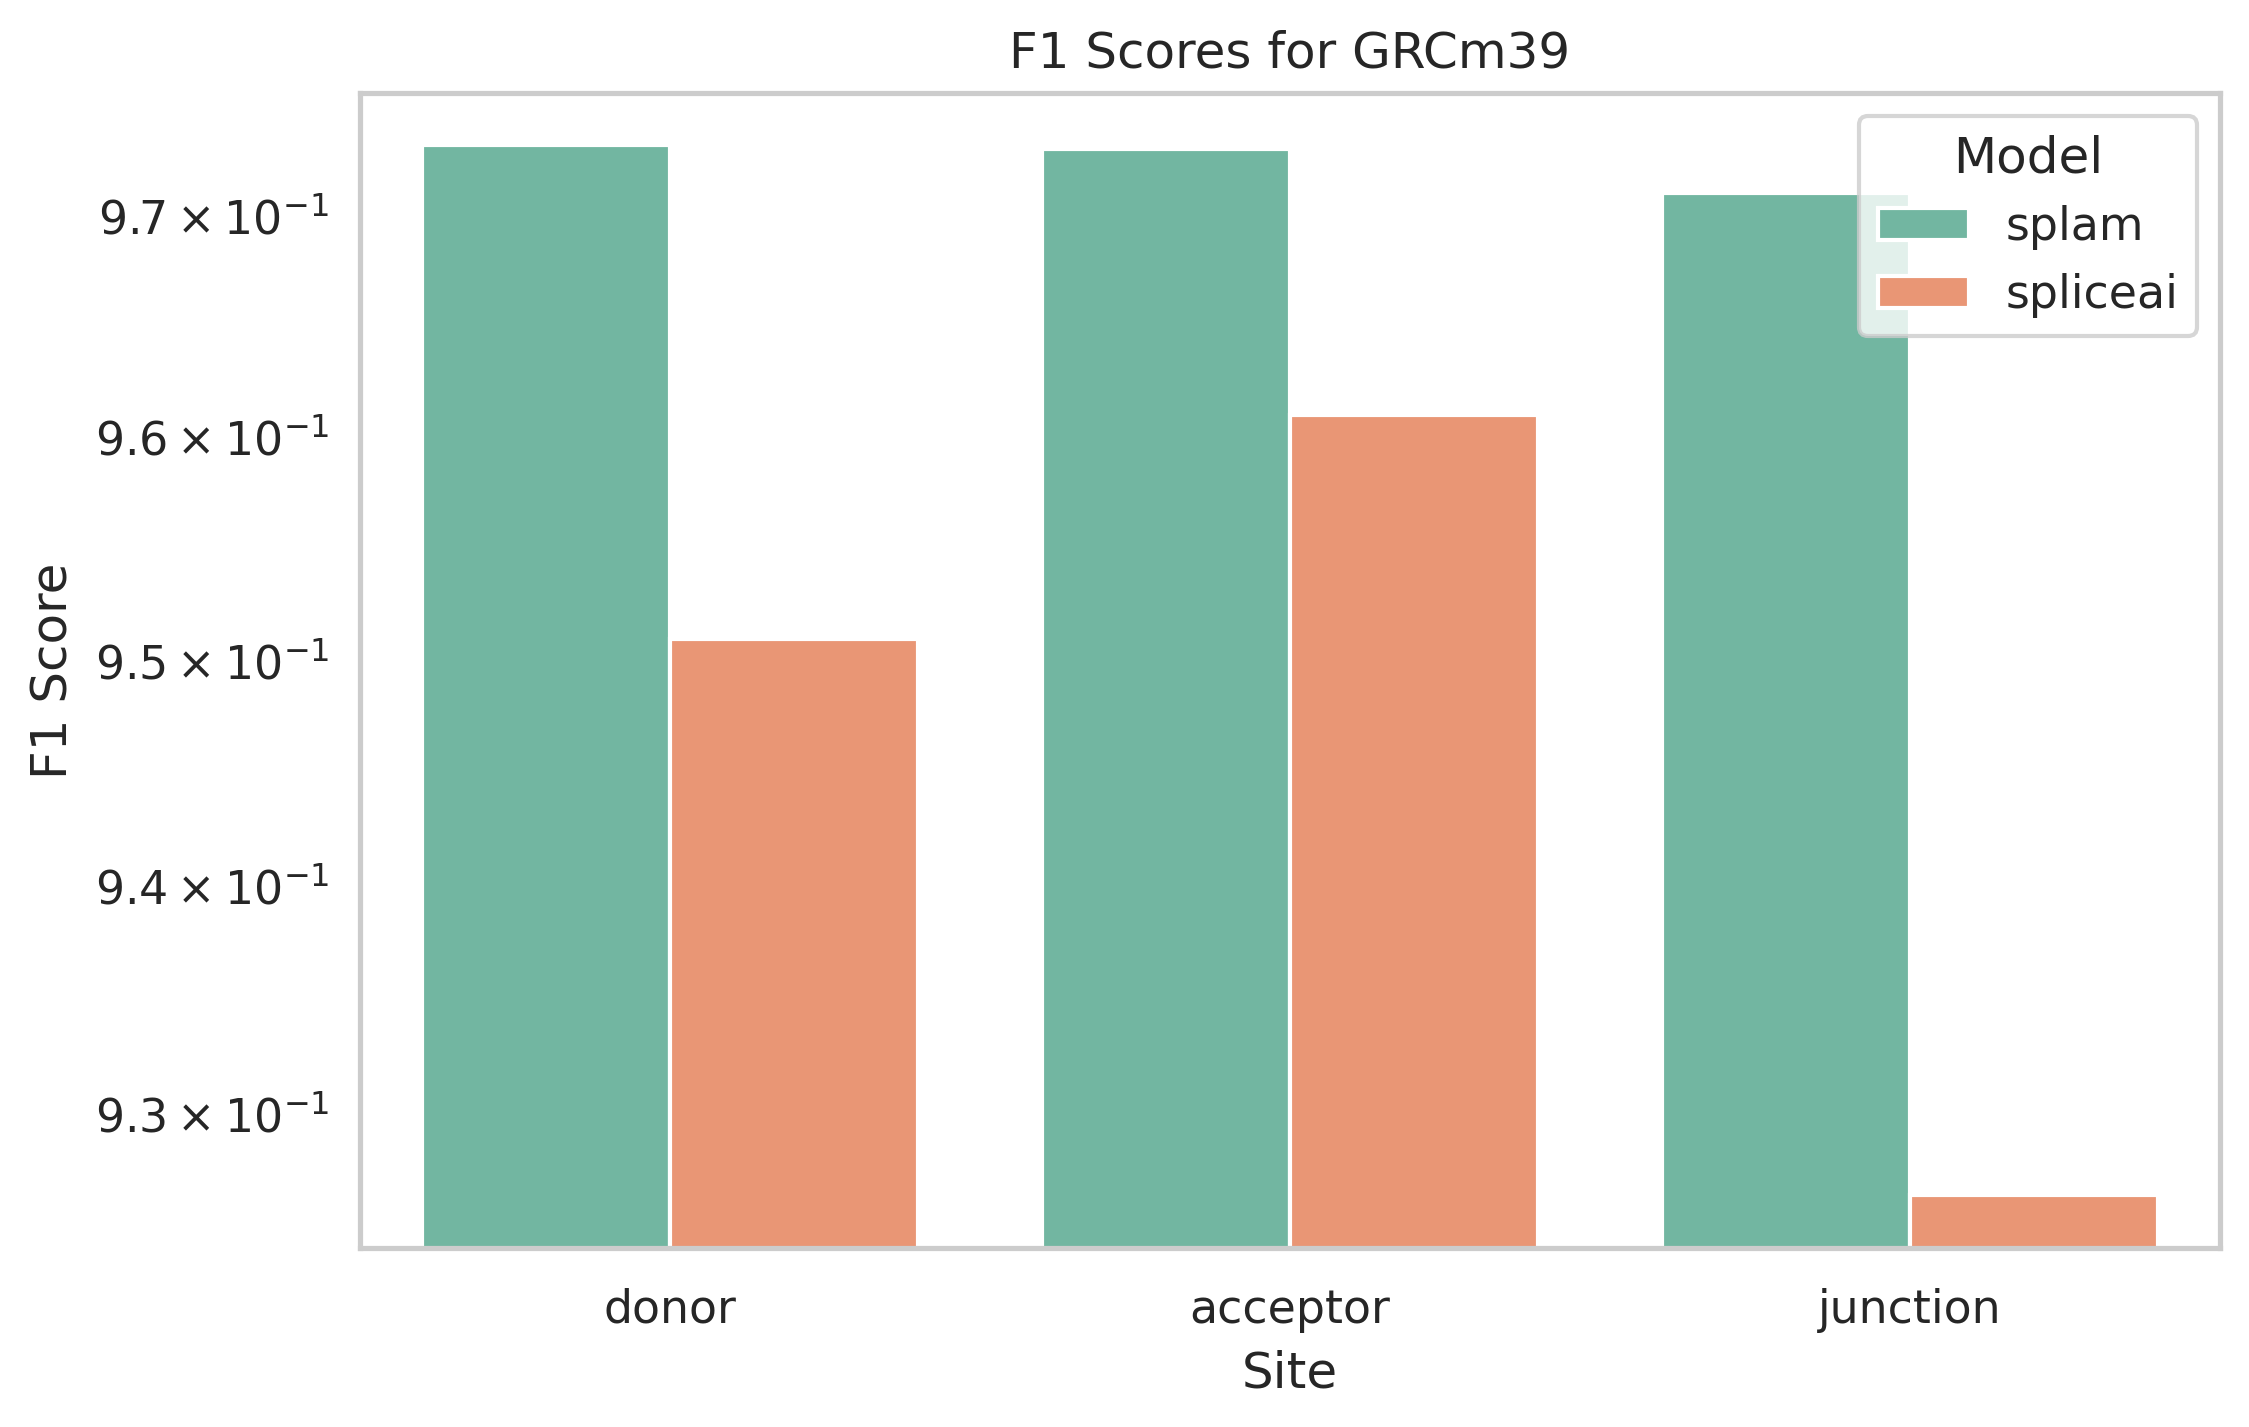 F1 Scores for GRCm39
Model
splam
spliceai
F1 Score
9.7 × 10⁻¹
9.6 × 10⁻¹
9.5 × 10⁻¹
9.4 × 10⁻¹
9.3 × 10⁻¹
donor
acceptor
junction
Site